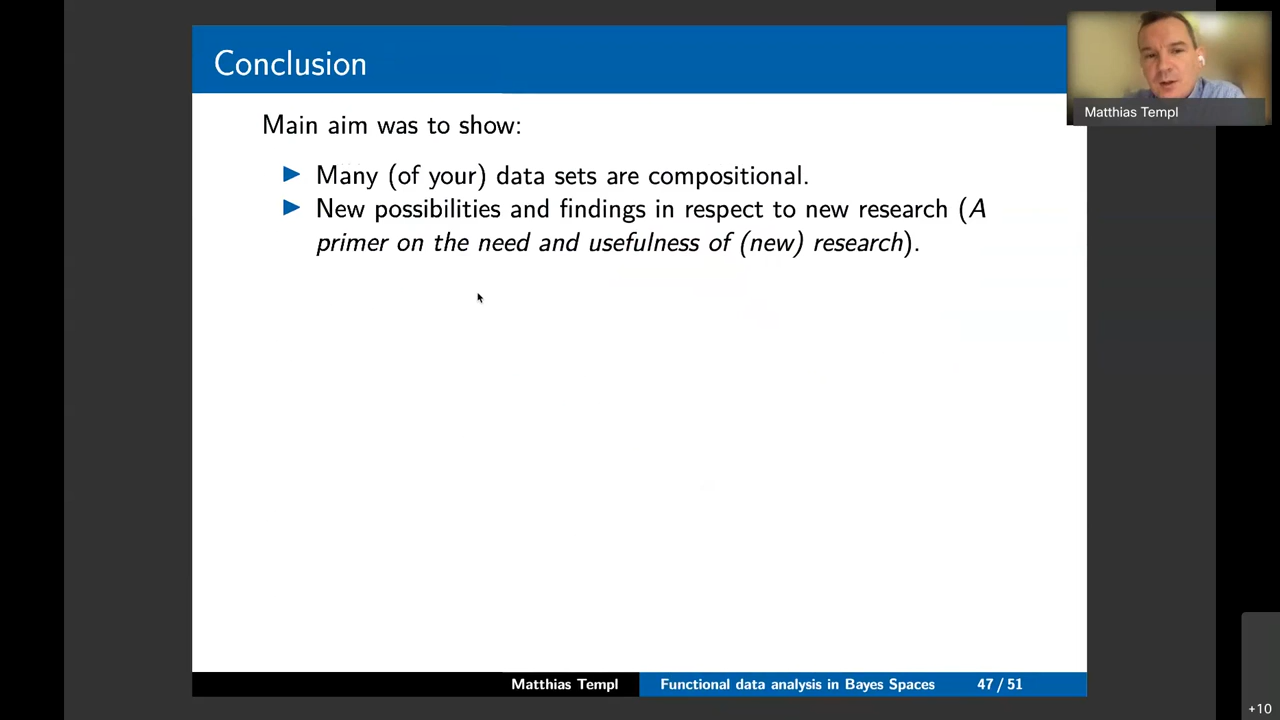 Conclusion
Matthias Templ
Main aim was to show:
Many (of your) data sets are compositional.
New possibilities and findings in respect to new research (A
primer on the need and usefulness of (new) research).
Matthias Templ
Functional data analysis in Bayes Spaces
47 / 51
+10